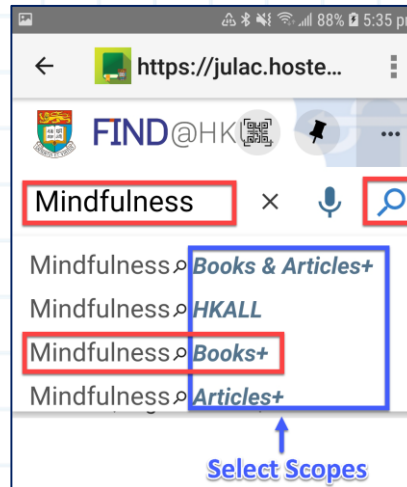 88% 5:35 pm
https://julac.hoste...
FIND@HK
Mindfulness
Mindfulness Books & Articles+
Mindfulness HKALL
Mindfulness Books+
Mindfulness Articles+
Select Scopes